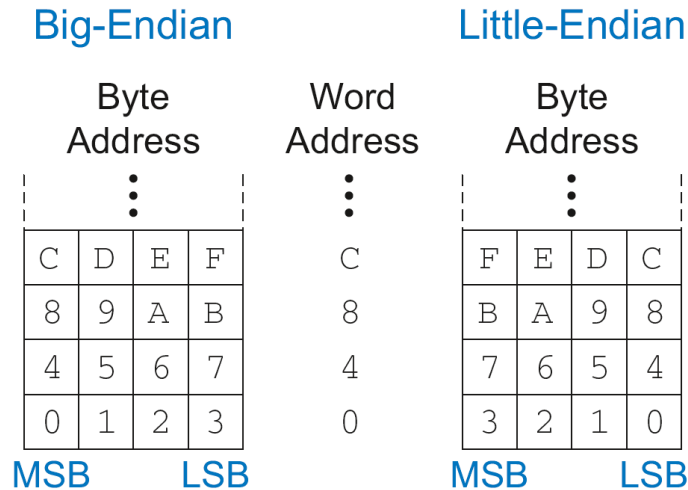 Big-Endian Little-Endian
Byte Address Word Address Byte Address
C D E F C F E D C
8 9 A B 8 B A 9 8
4 5 6 7 4 7 6 5 4
0 1 2 3 0 3 2 1 0
MSB LSB MSB LSB